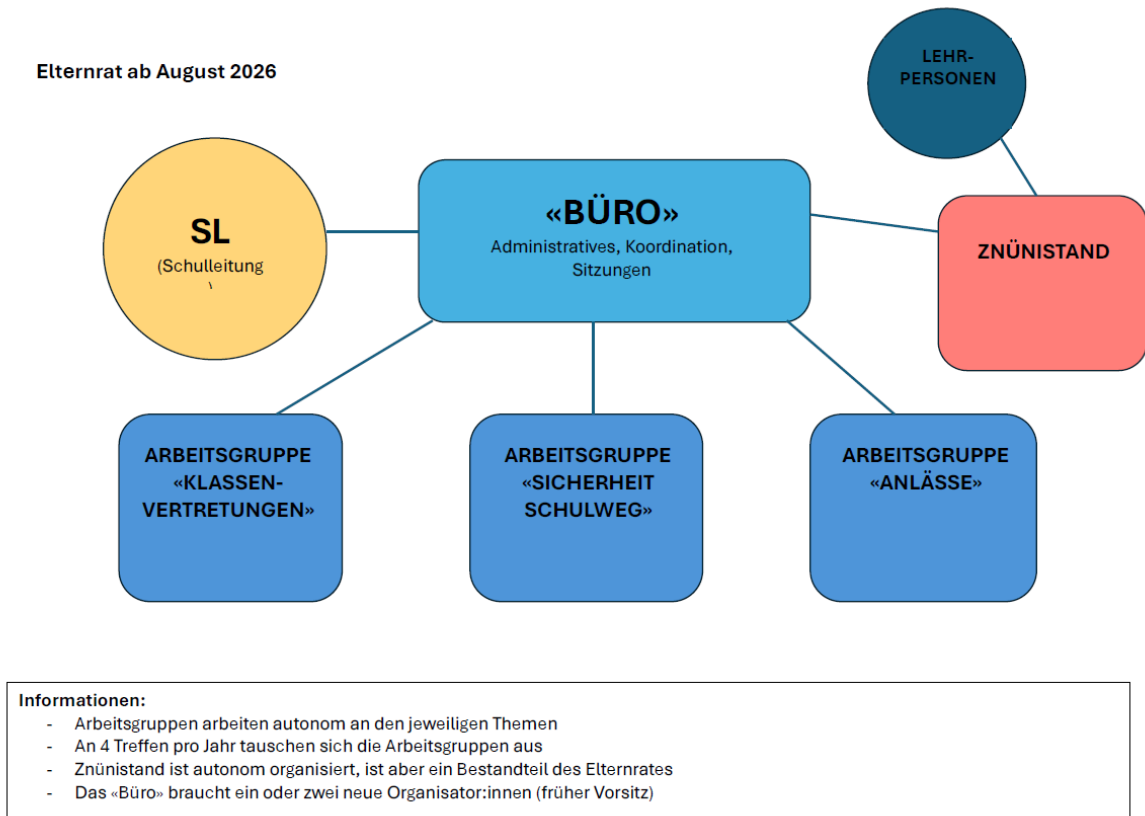 Elternrat ab August 2026
LEHR-
PERSONEN
SL
(Schulleitung
«BÜRO»
Administratives, Koordination,
Sitzungen
ZNÜNISTAND
ARBEITSGRUPPE
«KLASSEN-
VERTRETUNGEN»
ARBEITSGRUPPE
«SICHERHEIT
SCHULWEG»
ARBEITSGRUPPE
«ANLÄSSE»
Informationen:
- Arbeitsgruppen arbeiten autonom an den jeweiligen Themen
- An 4 Treffen pro Jahr tauschen sich die Arbeitsgruppen aus
- Znünistand ist autonom organisiert, ist aber ein Bestandteil des Elternrates
- Das «Büro» braucht ein oder zwei neue Organisator:innen (früher Vorsitz)